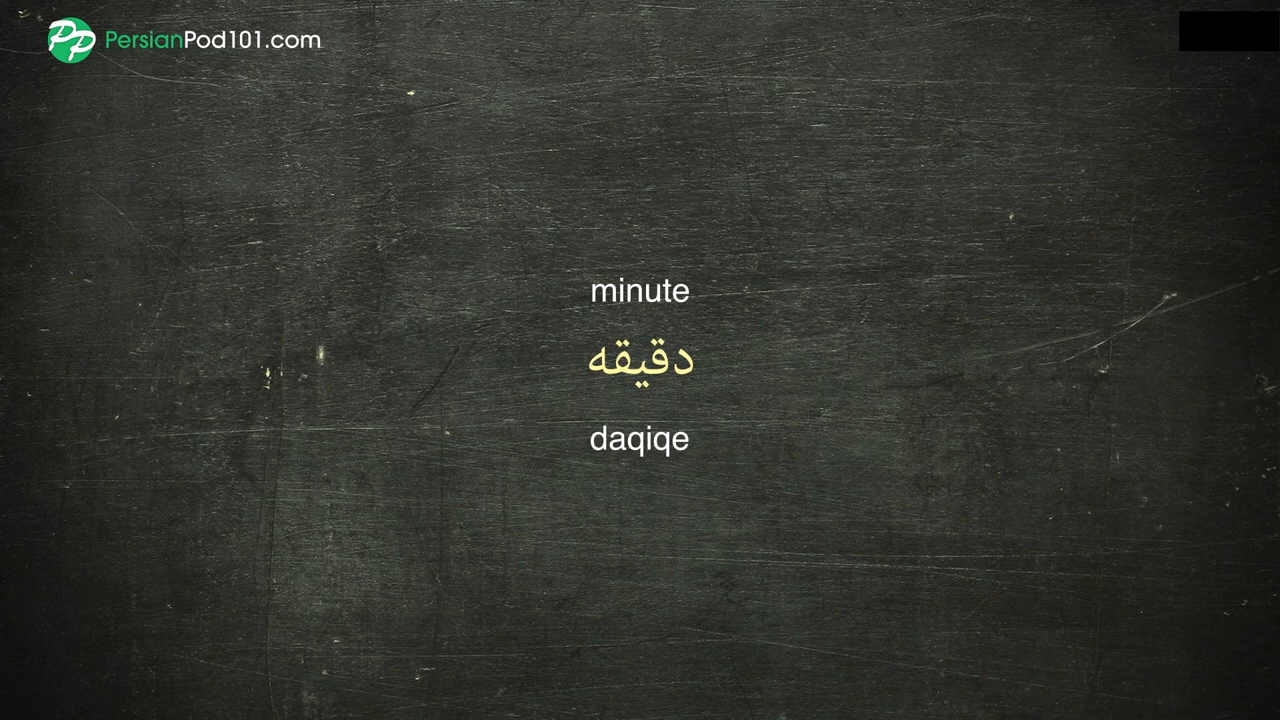 PersianPod101.com
minute
دقیقه
daqiqe